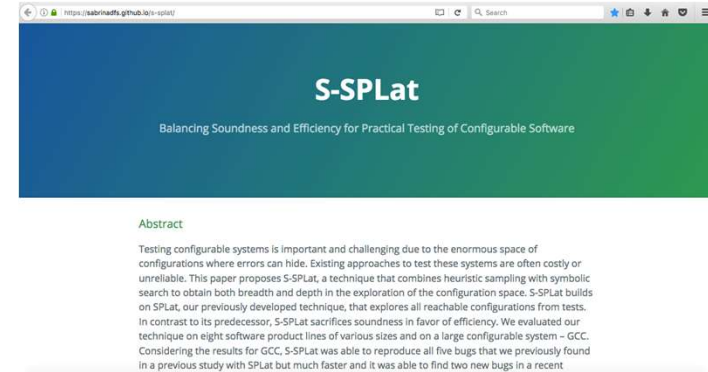 https://sabrinadfs.github.io/s-splat/
Search
S-SPLat
Balancing Soundness and Efficiency for Practical Testing of Configurable Software
Abstract
Testing configurable systems is important and challenging due to the enormous space of
configurations where errors can hide. Existing approaches to test these systems are often costly or
unreliable. This paper proposes S-SPLat, a technique that combines heuristic sampling with symbolic
search to obtain both breadth and depth in the exploration of the configuration space. S-SPLat builds
on SPLat, our previously developed technique, that explores all reachable configurations from tests.
In contrast to its predecessor, S-SPLat sacrifices soundness in favor of efficiency. We evaluated our
technique on eight software product lines of various sizes and on a large configurable system – GCC.
Considering the results for GCC, S-SPLat was able to reproduce all five bugs that we previously found
in a previous study with SPLat but much faster and it was able to find two new bugs in a recent